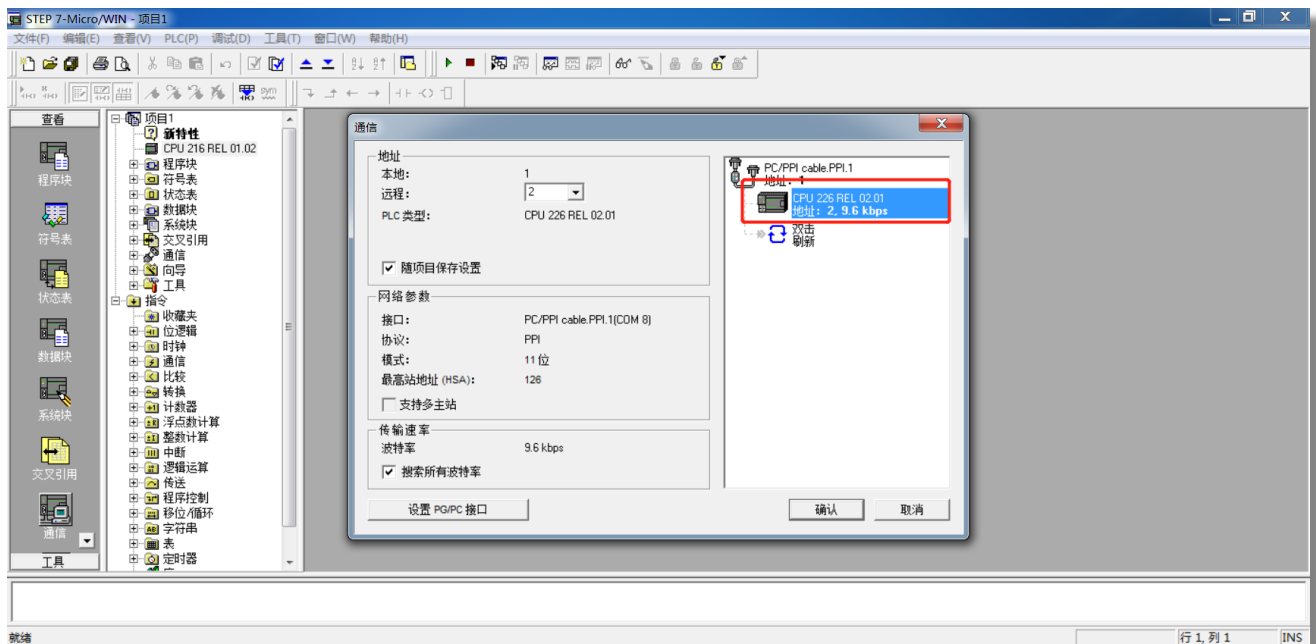 STEP 7-Micro/WIN - 项目1
文件(F) 编辑(E) 查看(V) PLC(P) 调试(D) 工具(T) 窗口(W) 帮助(H)
查看
程序块
符号表
状态表
数据块
系统块
交叉引用
通信
工具
项目1
新特性
CPU 216 REL 01.02
程序块
符号表
状态表
数据块
系统块
交叉引用
通信
向导
工具
指令
收藏夹
位逻辑
时钟
通信
比较
转换
计数器
浮点数计算
整数计算
中断
逻辑运算
传送
程序控制
移位/循环
字符串
表
定时器
通信
地址
本地: 1
远程: 2
PLC 类型: CPU 226 REL 02.01
随项目保存设置
网络参数
接口: PC/PPI cable.PPI.1(COM 8)
协议: PPI
模式: 11 位
最高站地址 (HSA): 126
支持多主站
传输速率
波特率 9.6 kbps
搜索所有波特率
设置 PG/PC 接口
PC/PPI cable.PPI.1
地址: 1
CPU 226 REL 02.01
地址: 2, 9.6 kbps
双击
刷新
确认 取消
就绪 行 1, 列 1 INS